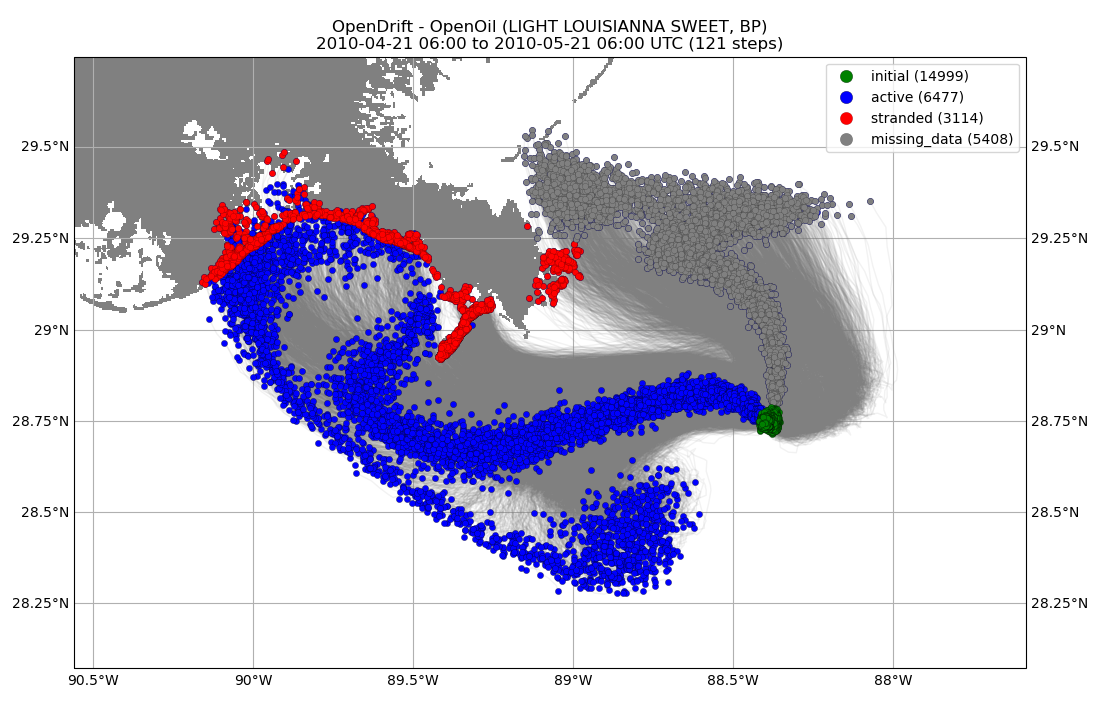 OpenDrift - OpenOil (LIGHT LOUISIANNA SWEET, BP)
2010-04-21 06:00 to 2010-05-21 06:00 UTC (121 steps)
initial (14999)
active (6477)
stranded (3114)
missing_data (5408)
29.5°N 29.5°N
29.25°N 29.25°N
29°N 29°N
28.75°N 28.75°N
28.5°N 28.5°N
28.25°N 28.25°N
90.5°W 90°W 89.5°W 89°W 88.5°W 88°W